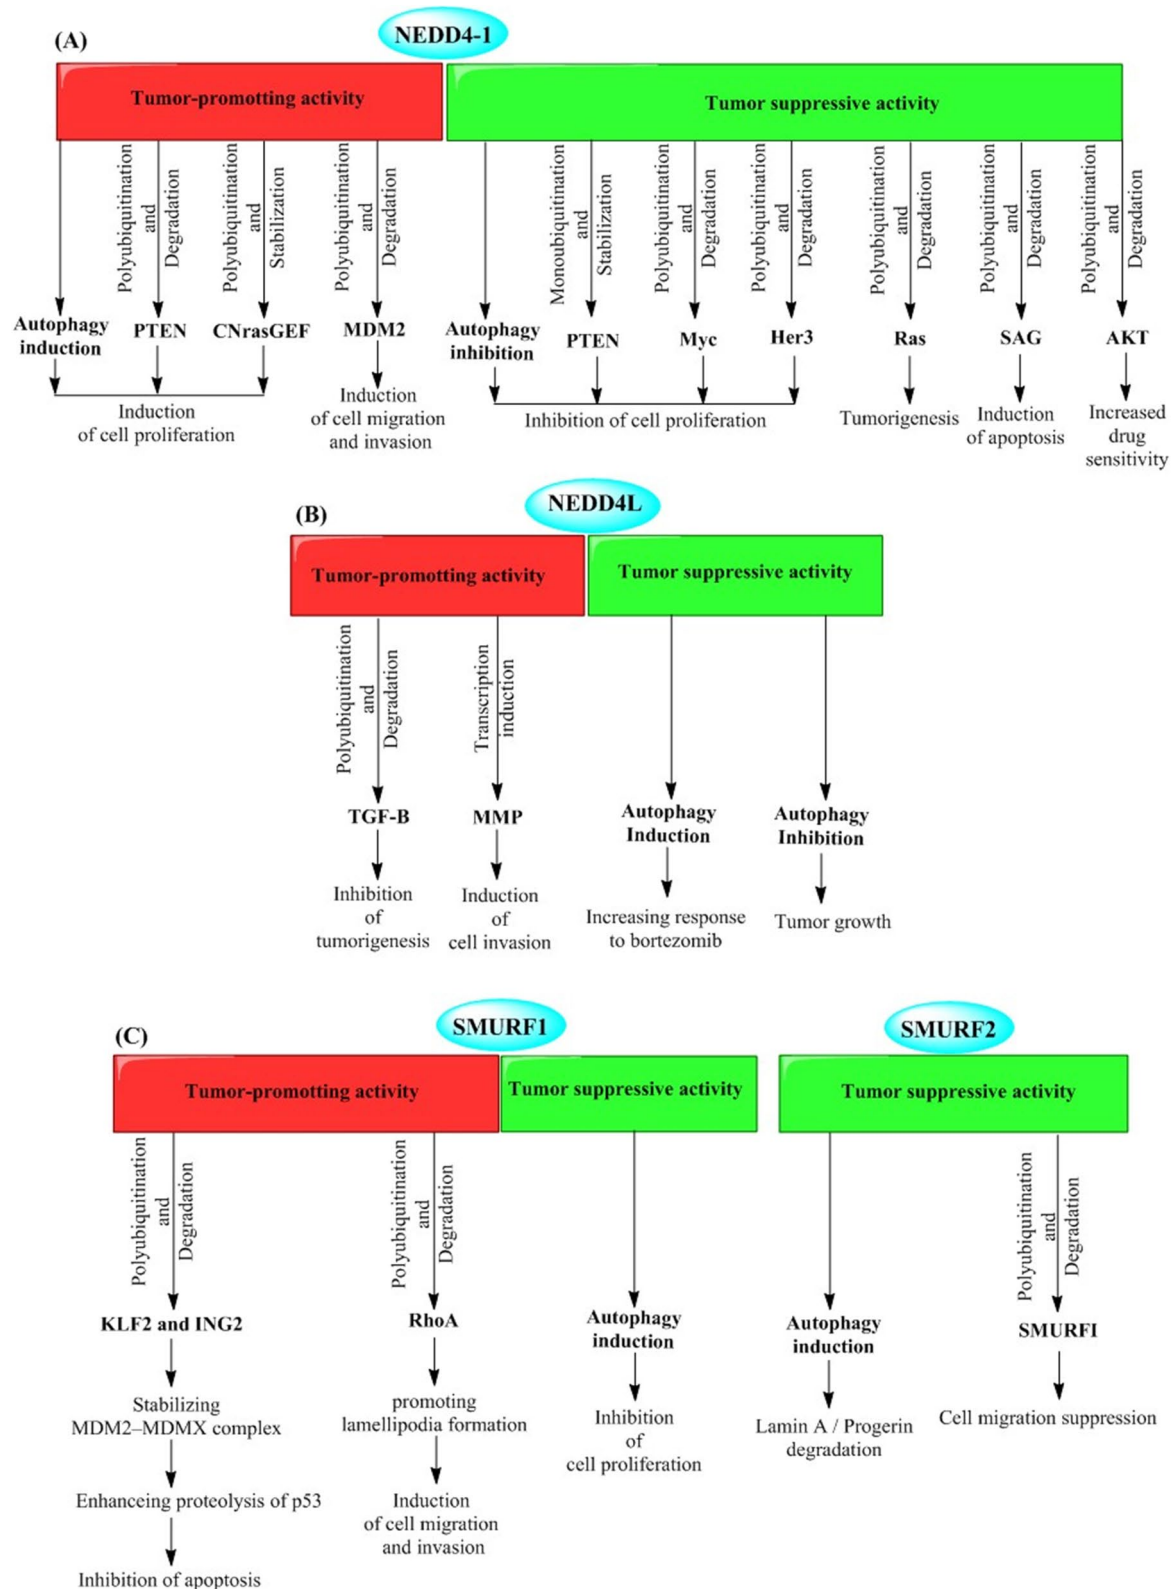 (A)
NEDD4-1
Tumor-promotting activity
Tumor suppressive activity
Polyubiquitination
and
Degradation
Polyubiquitination
and
Stabilization
Polyubiquitination
and
Degradation
Monoubiquitination
and
Stabilization
Polyubiquitination
and
Degradation
Polyubiquitination
and
Degradation
Polyubiquitination
and
Degradation
Polyubiquitination
and
Degradation
Polyubiquitination
and
Degradation
Autophagy
induction
PTEN
CNrasGEF
MDM2
Autophagy
inhibition
PTEN
Myc
Her3
Ras
SAG
AKT
Induction
of cell proliferation
Induction
of cell migration
and invasion
Inhibition of cell proliferation
Tumorigenesis
Induction
of apoptosis
Increased
drug
sensitivity
(B)
NEDD4L
Tumor-promotting activity
Tumor suppressive activity
Polyubiquitination
and
Degradation
Transcription
induction
TGF-B
MMP
Autophagy
Induction
Autophagy
Inhibition
Inhibition
of
tumorigenesis
Induction
of
cell invasion
Increasing response
to bortezomib
Tumor growth
(C)
SMURF1
SMURF2
Tumor-promotting activity
Tumor suppressive activity
Tumor suppressive activity
Polyubiquitination
and
Degradation
Polyubiquitination
and
Degradation
Polyubiquitination
and
Degradation
KLF2 and ING2
RhoA
Autophagy
induction
Autophagy
induction
SMURFI
Stabilizing
MDM2–MDMX complex
promoting
lamellipodia formation
Inhibition
of
cell proliferation
Lamin A / Progerin
degradation
Cell migration suppression
Enhanceing proteolysis of p53
Induction
of cell migration
and invasion
Inhibition of apoptosis